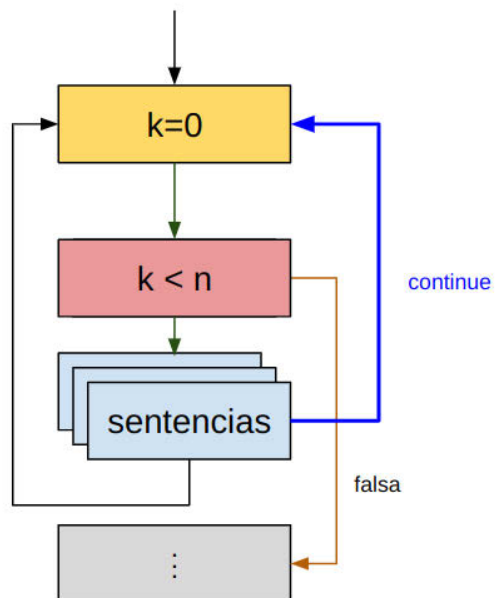 k=0
k < n
continue
sentencias
falsa
⋮